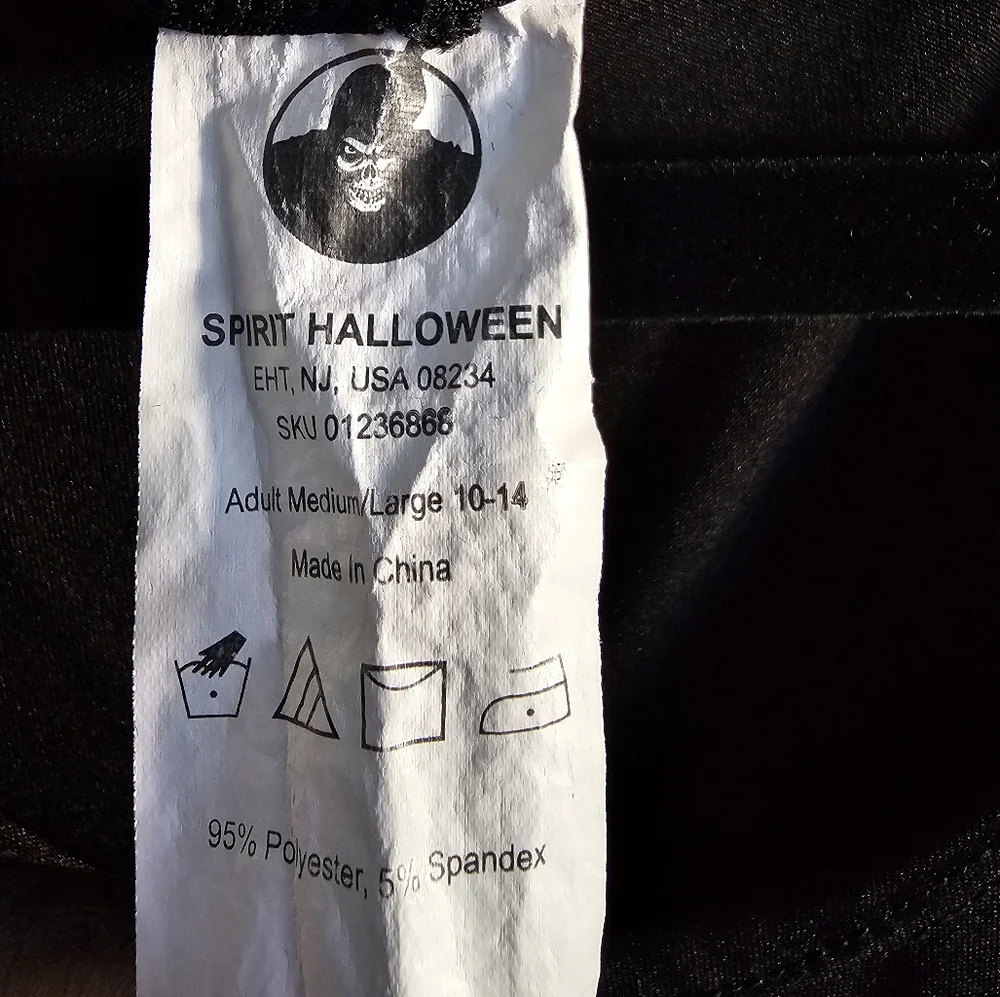 SPIRIT HALLOWEEN
EHT, NJ, USA 08234
SKU 01236868
Adult Medium/Large 10-14
Made In China
95% Polyester, 5% Spandex